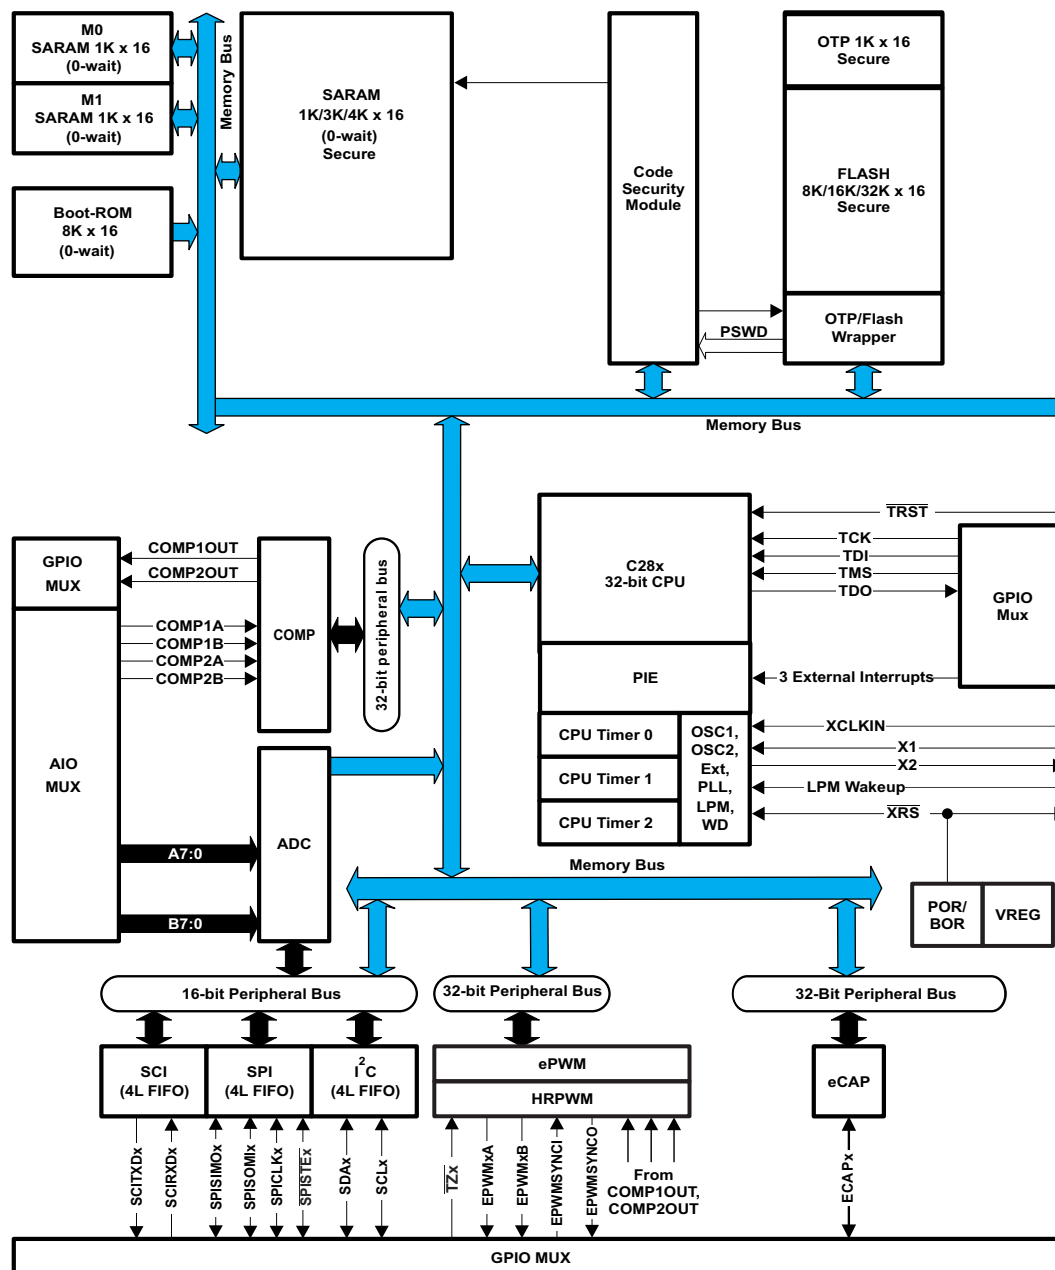 M0
SARAM 1K x 16
(0-wait)
M1
SARAM 1K x 16
(0-wait)
Boot-ROM
8K x 16
(0-wait)
Memory Bus
SARAM
1K/3K/4K x 16
(0-wait)
Secure
Code
Security
Module
OTP 1K x 16
Secure
FLASH
8K/16K/32K x 16
Secure
OTP/Flash
Wrapper
PSWD
Memory Bus
GPIO
MUX
COMP1OUT
COMP2OUT
COMP1A
COMP1B
COMP2A
COMP2B
COMP
32-bit peripheral bus
AIO
MUX
A7:0
B7:0
ADC
C28x
32-bit CPU
PIE
CPU Timer 0
CPU Timer 1
CPU Timer 2
OSC1,
OSC2,
Ext,
PLL,
LPM,
WD
TRST
TCK
TDI
TMS
TDO
GPIO
Mux
3 External Interrupts
XCLKIN
X1
X2
LPM Wakeup
XRS
POR/
BOR
VREG
Memory Bus
16-bit Peripheral Bus
32-bit Peripheral Bus
32-Bit Peripheral Bus
SCI
(4L FIFO)
SPI
(4L FIFO)
I2C
(4L FIFO)
ePWM
HRPWM
eCAP
SCITXDx
SCIRXDx
SPISIMOx
SPISOMIx
SPICLKx
SPISTEx
SDAx
SCLx
TZx
EPWMxA
EPWMxB
EPWMSYNCI
EPWMSYNCO
From
COMP1OUT,
COMP2OUT
ECAPx
GPIO MUX